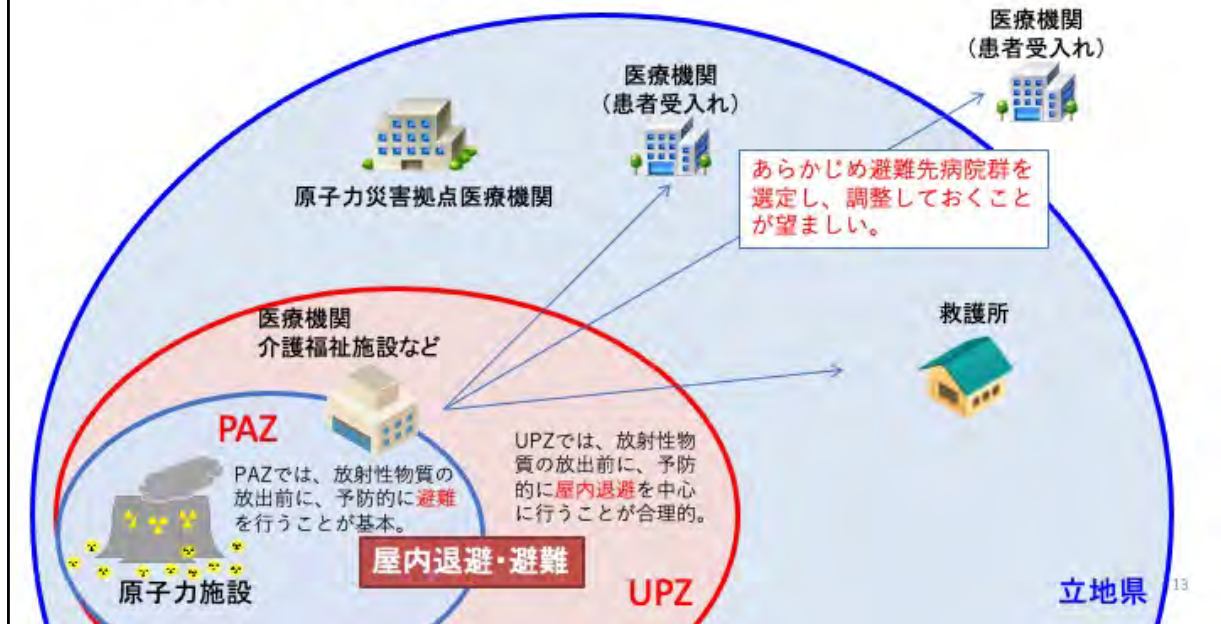 医療機関
（患者受入れ）
医療機関
（患者受入れ）
原子力災害拠点医療機関
あらかじめ避難先病院群を
選定し、調整しておくこと
が望ましい。
救護所
医療機関
介護福祉施設など
PAZ
PAZでは、放射性物質の
放出前に、予防的に避難
を行うことが基本。
UPZでは、放射性物
質の放出前に、予防
的に屋内退避を中心
に行うことが合理的。
屋内退避・避難
原子力施設
UPZ
立地県
13